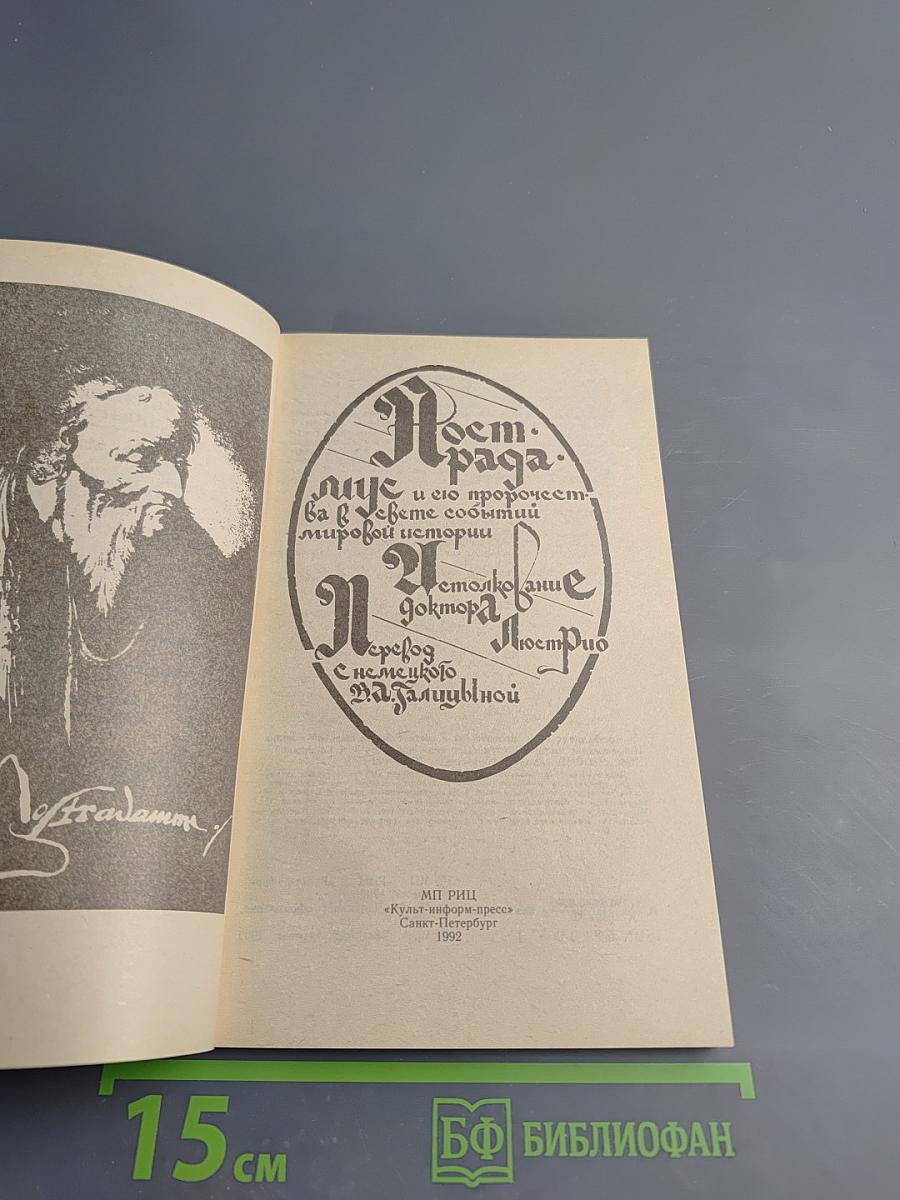 Ност-
рада-
мус и его пророчест-
ва в свете событий
мировой истории
Истолкование
доктора
Люстрио
Перевод
с немецкого
В.А.Галицыной
МП РИЦ
«Культ-информ-пресс»
Санкт-Петербург
1992
15 см
БФ БИБЛИОФАН